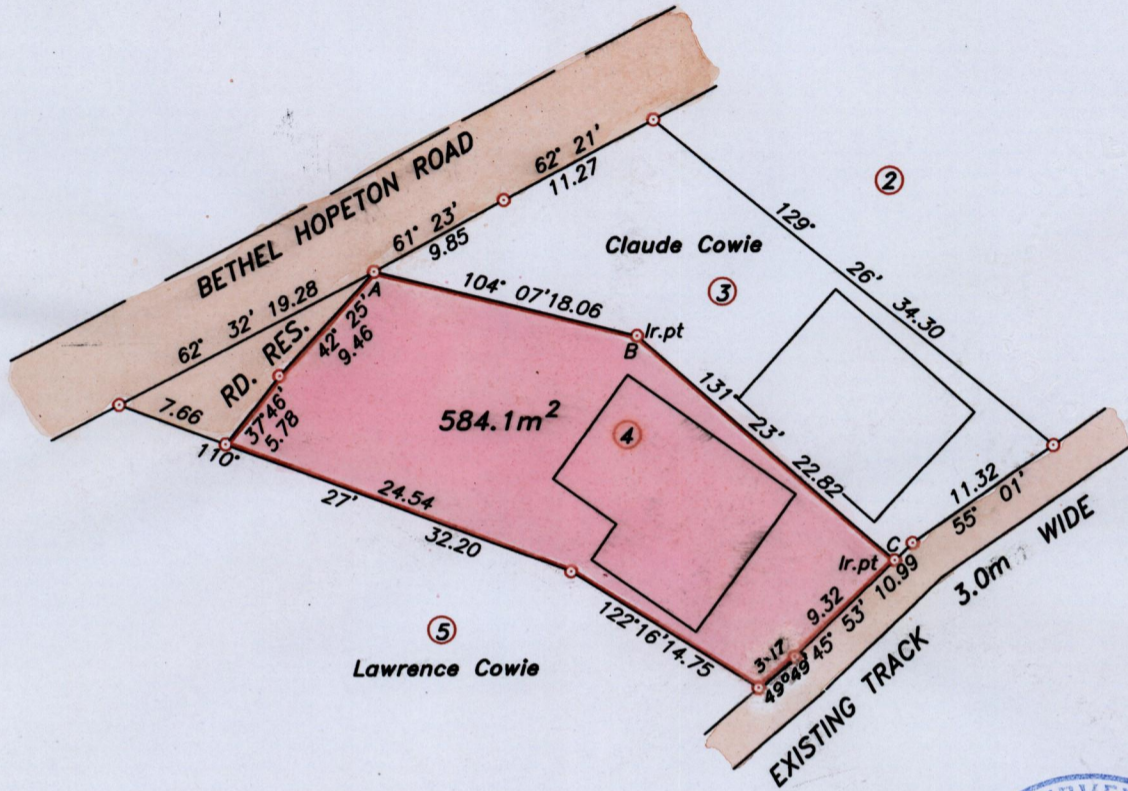 BETHEL HOPETON ROAD
62° 21'
11.27
61° 23'
9.85
2
129° 26' 34.30
Claude Cowie
3
62° 32' 19.28
RD. RES.
A
42° 25'
9.46
104° 07' 18.06
Ir.pt
B
7.66
37°46'
5.78
110° 27'
584.1m²
4
131° 23' 22.82
24.54
32.20
11.32
55° 01'
C
Ir.pt
10.99
3.0m WIDE
9.32
45° 53'
5
Lawrence Cowie
122°16' 14.75
3.17
49°49'
EXISTING TRACK